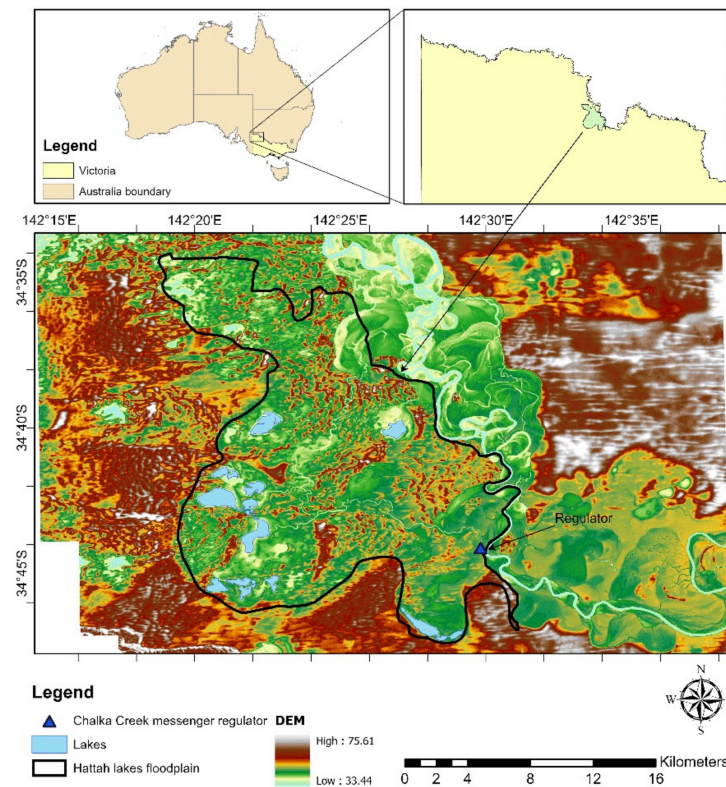 Legend
Victoria
Australia boundary
142°15'E 142°20'E 142°25'E 142°30'E 142°35'E
34°35'S
34°40'S
34°45'S
Regulator
Legend
Chalka Creek messenger regulator
Lakes
Hattah lakes floodplain
DEM
High : 75.61
Low : 33.44
N
W E
S
Kilometers
0 2 4 8 12 16